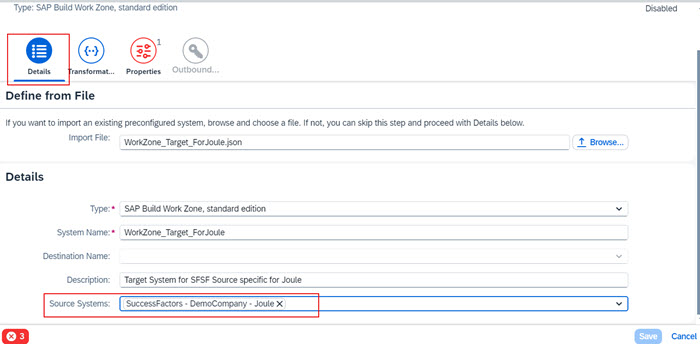 Type: SAP Build Work Zone, standard edition
Disabled
1
Details Transformat... Properties Outbound...
Define from File
If you want to import an existing preconfigured system, browse and choose a file. If not, you can skip this step and proceed with Details below.
Import File: WorkZone_Target_ForJoule.json Browse...
Details
Type:* SAP Build Work Zone, standard edition
System Name:* WorkZone_Target_ForJoule
Destination Name:
Description: Target System for SFSF Source specific for Joule
Source Systems: SuccessFactors - DemoCompany - Joule
3 Save Cancel